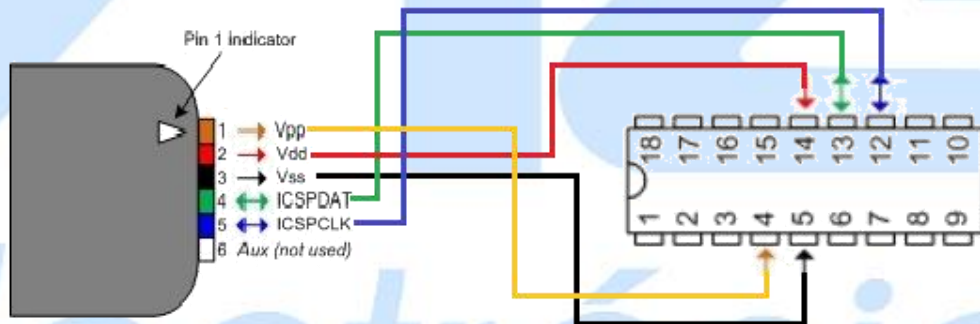 Pin 1 indicator
1 Vpp
2 Vdd
3 Vss
4 ICSPDAT
5 ICSPCLK
6 Aux (not used)
18 17 16 15 14 13 12 11 10
1 2 3 4 5 6 7 8 9